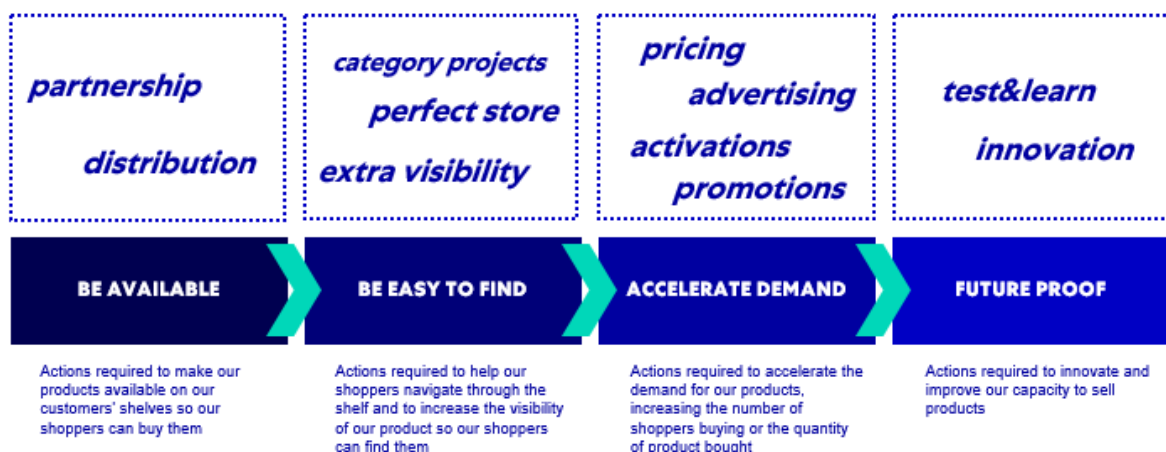 partnership
distribution
category projects
perfect store
extra visibility
pricing
advertising
activations
promotions
test&learn
innovation
BE AVAILABLE
BE EASY TO FIND
ACCELERATE DEMAND
FUTURE PROOF
Actions required to make our
products available on our
customers' shelves so our
shoppers can buy them
Actions required to help our
shoppers navigate through the
shelf and to increase the visibility
of our product so our shoppers
can find them
Actions required to accelerate the
demand for our products,
increasing the number of
shoppers buying or the quantity
of product bought
Actions required to innovate and
improve our capacity to sell
products